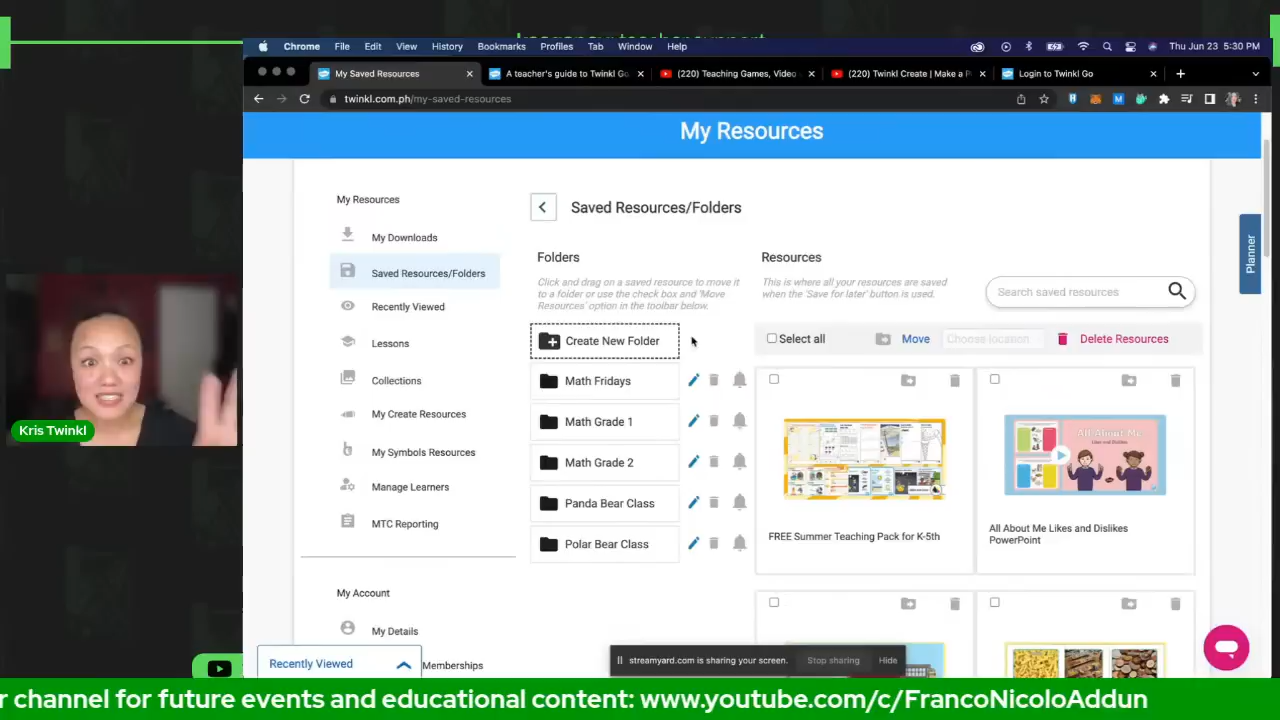 Chrome File Edit View History Bookmarks Profiles Tab Window Help Thu Jun 23 5:30 PM
My Saved Resources A teacher's guide to Twinkl Go (220) Teaching Games, Video (220) Twinkl Create | Make a Login to Twinkl Go
twinkl.com.ph/my-saved-resources
My Resources
My Resources
My Downloads
Saved Resources/Folders
Recently Viewed
Lessons
Collections
My Create Resources
My Symbols Resources
Manage Learners
MTC Reporting
My Account
My Details
Memberships
Recently Viewed
Saved Resources/Folders
Folders
Click and drag on a saved resource to move it
to a folder or use the check box and 'Move
Resources' option in the toolbar below.
Create New Folder
Math Fridays
Math Grade 1
Math Grade 2
Panda Bear Class
Polar Bear Class
Resources
This is where all your resources are saved
when the 'Save for later' button is used.
Search saved resources
Select all Move Choose location Delete Resources
All About Me
Likes and Dislikes
FREE Summer Teaching Pack for K-5th
All About Me Likes and Dislikes
PowerPoint
Planner
Kris Twinkl
streamyard.com is sharing your screen. Stop sharing Hide
r channel for future events and educational content: www.youtube.com/c/FrancoNicoloAddun